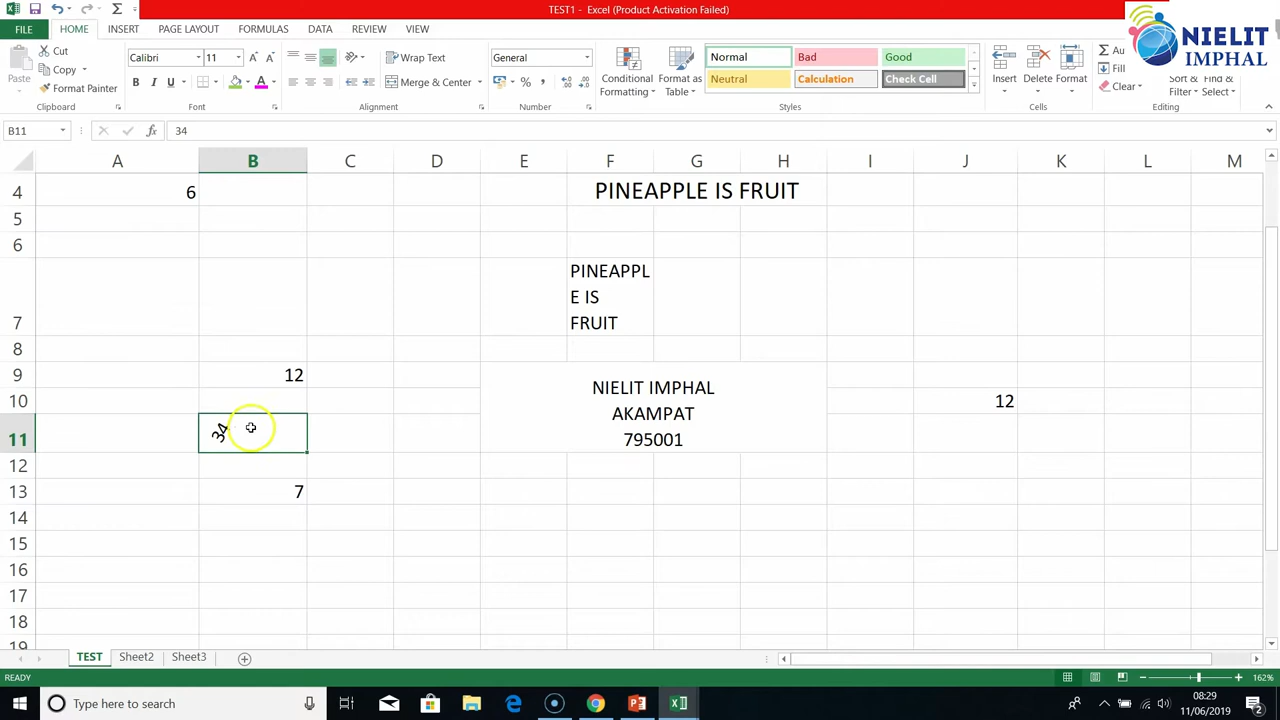 TEST1 - Excel (Product Activation Failed)
NIELIT
IMPHAL
FILE HOME INSERT PAGE LAYOUT FORMULAS DATA REVIEW VIEW
Paste
Cut
Copy
Format Painter
Clipboard
Calibri 11
B I U
Font
Wrap Text
Merge & Center
Alignment
General
Number
Conditional Formatting
Format as Table
Normal Bad Good
Neutral Calculation Check Cell
Styles
Insert Delete Format
Cells
Au
Fill
Clear
Sort & Filter
Find & Select
Editing
B11 34
A B C D E F G H I J K L M
4 6 PINEAPPLE IS FRUIT
5
6
PINEAPPL
E IS
7 FRUIT
8
9 12
NIELIT IMPHAL
10 12
AKAMPAT
11 34
795001
12
13 7
14
15
16
17
18
19
TEST Sheet2 Sheet3
READY 162%
Type here to search
08:29
11/06/2019
2